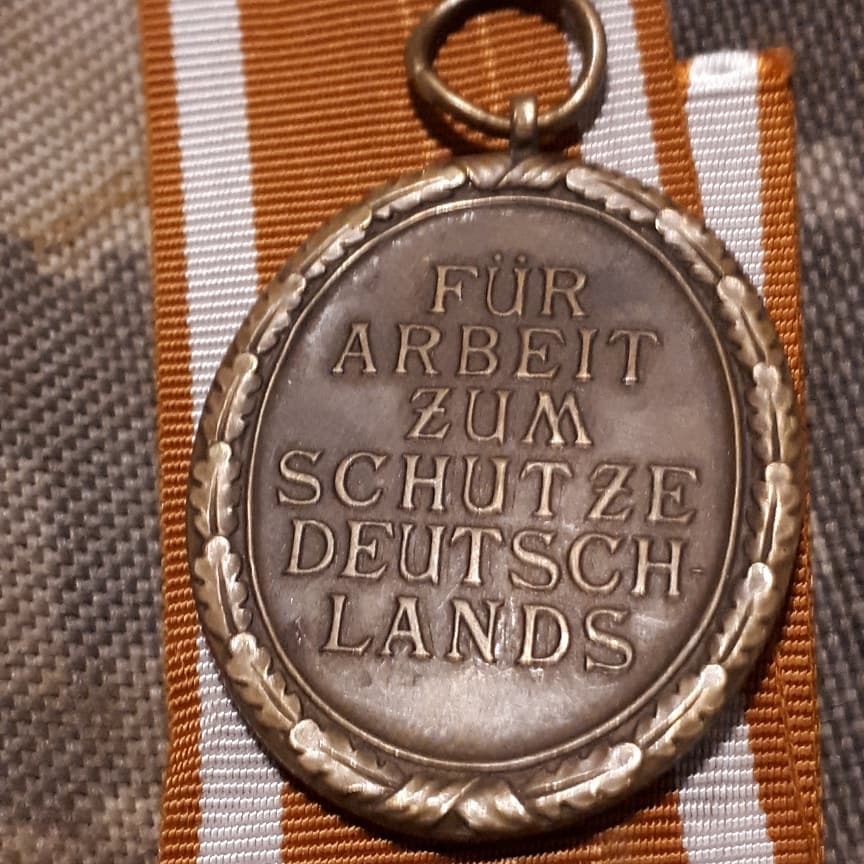 FÜR
ARBEIT
ZUM
SCHUTZE
DEUTSCH-
LANDS